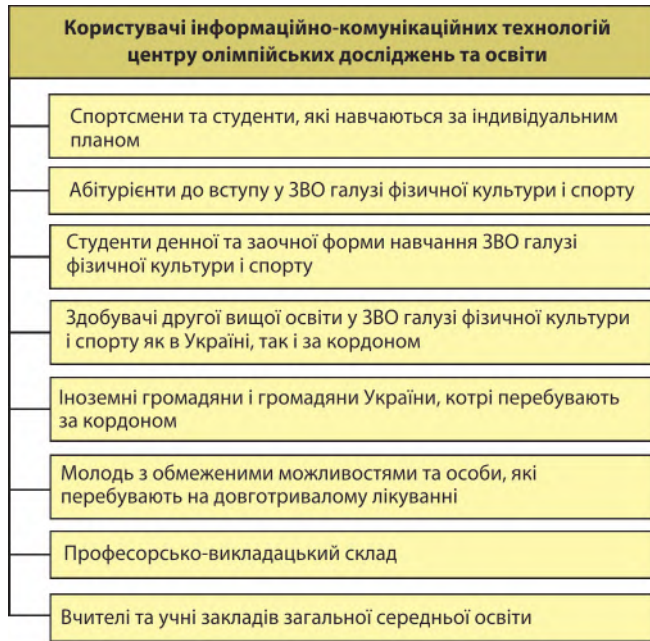 Користувачі інформаційно-комунікаційних технологій
центру олімпійських досліджень та освіти
Спортсмени та студенти, які навчаються за індивідуальним
планом
Абітурієнти до вступу у ЗВО галузі фізичної культури і спорту
Студенти денної та заочної форми навчання ЗВО галузі
фізичної культури і спорту
Здобувачі другої вищої освіти у ЗВО галузі фізичної культури
і спорту як в Україні, так і за кордоном
Іноземні громадяни і громадяни України, котрі перебувають
за кордоном
Молодь з обмеженими можливостями та особи, які
перебувають на довготривалому лікуванні
Професорсько-викладацький склад
Вчителі та учні закладів загальної середньої освіти